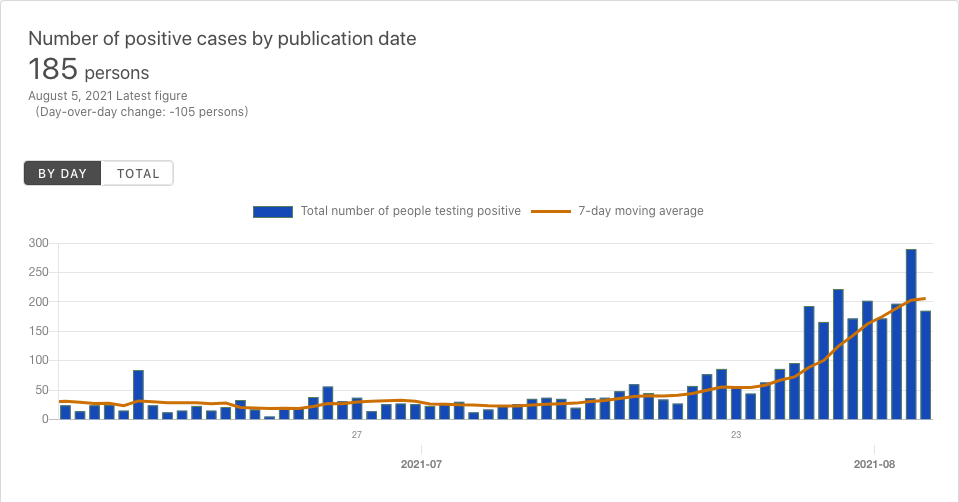 Number of positive cases by publication date
185 persons
August 5, 2021 Latest figure
(Day-over-day change: -105 persons)
BY DAY TOTAL
Total number of people testing positive 7-day moving average
300
250
200
150
100
50
0
27 23
2021-07 2021-08